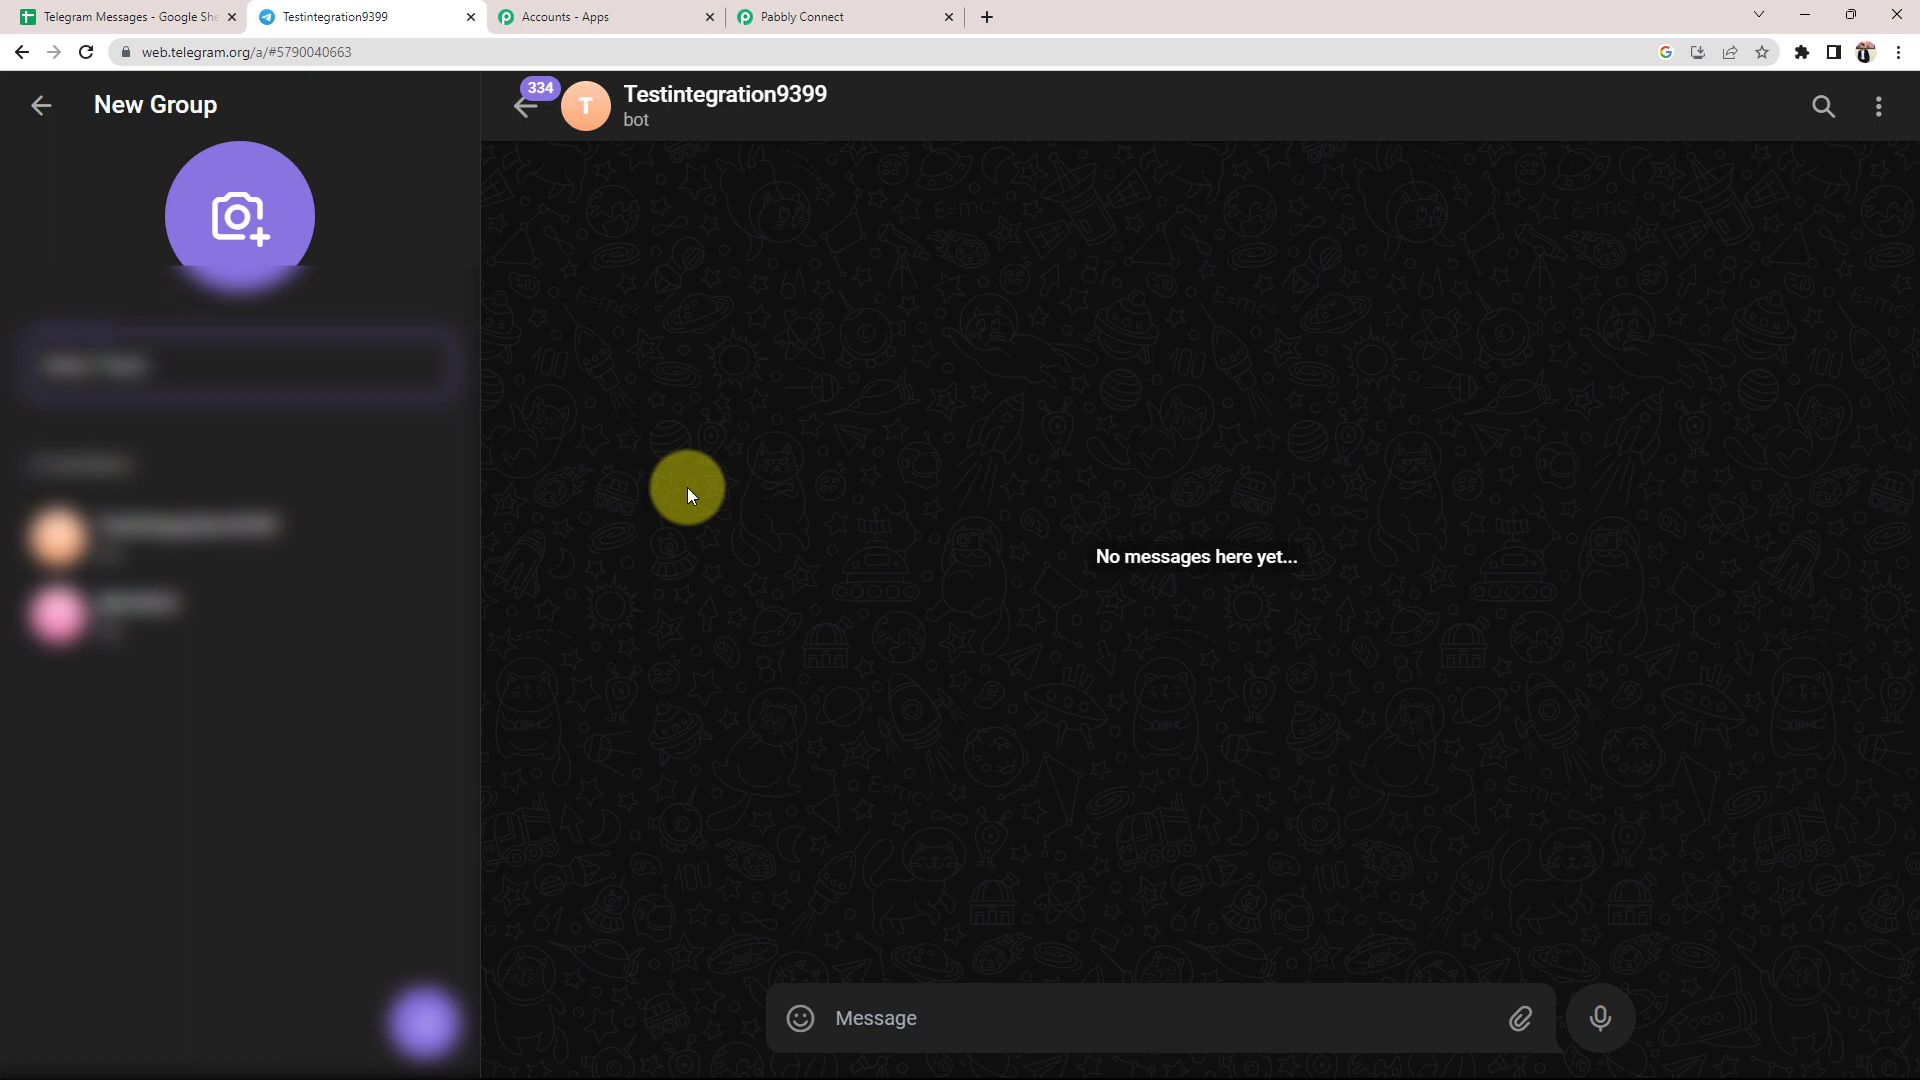 Telegram Messages - Google She
Testintegration9399
Accounts - Apps
Pabbly Connect
web.telegram.org/a/#5790040663
New Group
334
T
Testintegration9399
bot
No messages here yet...
Message